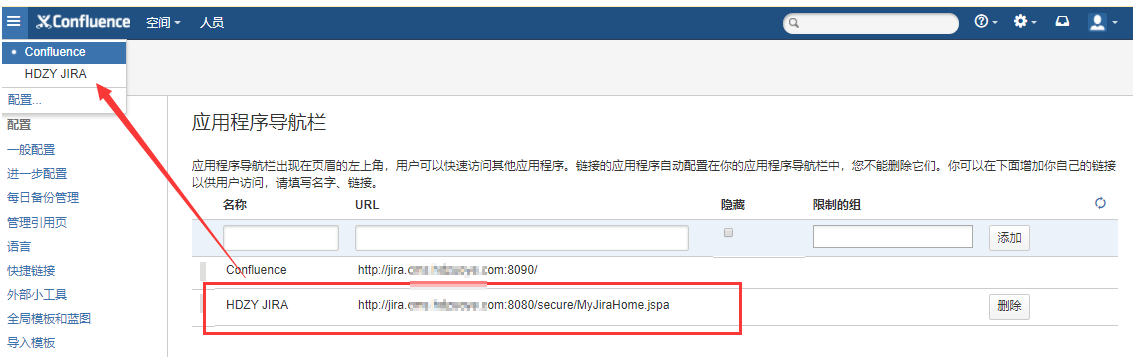 Confluence 空间 人员
Confluence
HDZY JIRA
配置...
配置
一般配置
进一步配置
每日备份管理
管理引用页
语言
快捷链接
外部小工具
全局模板和蓝图
导入模板
应用程序导航栏
应用程序导航栏出现在页眉的左上角，用户可以快速访问其他应用程序。链接的应用程序自动配置在你的应用程序导航栏中，您不能删除它们。你可以在下面增加你自己的链接
以供用户访问，请填写名字、链接。
名称 URL 隐藏 限制的组
添加
Confluence http://jira. com:8090/
HDZY JIRA http://jira. com:8080/secure/MyJiraHome.jspa 删除